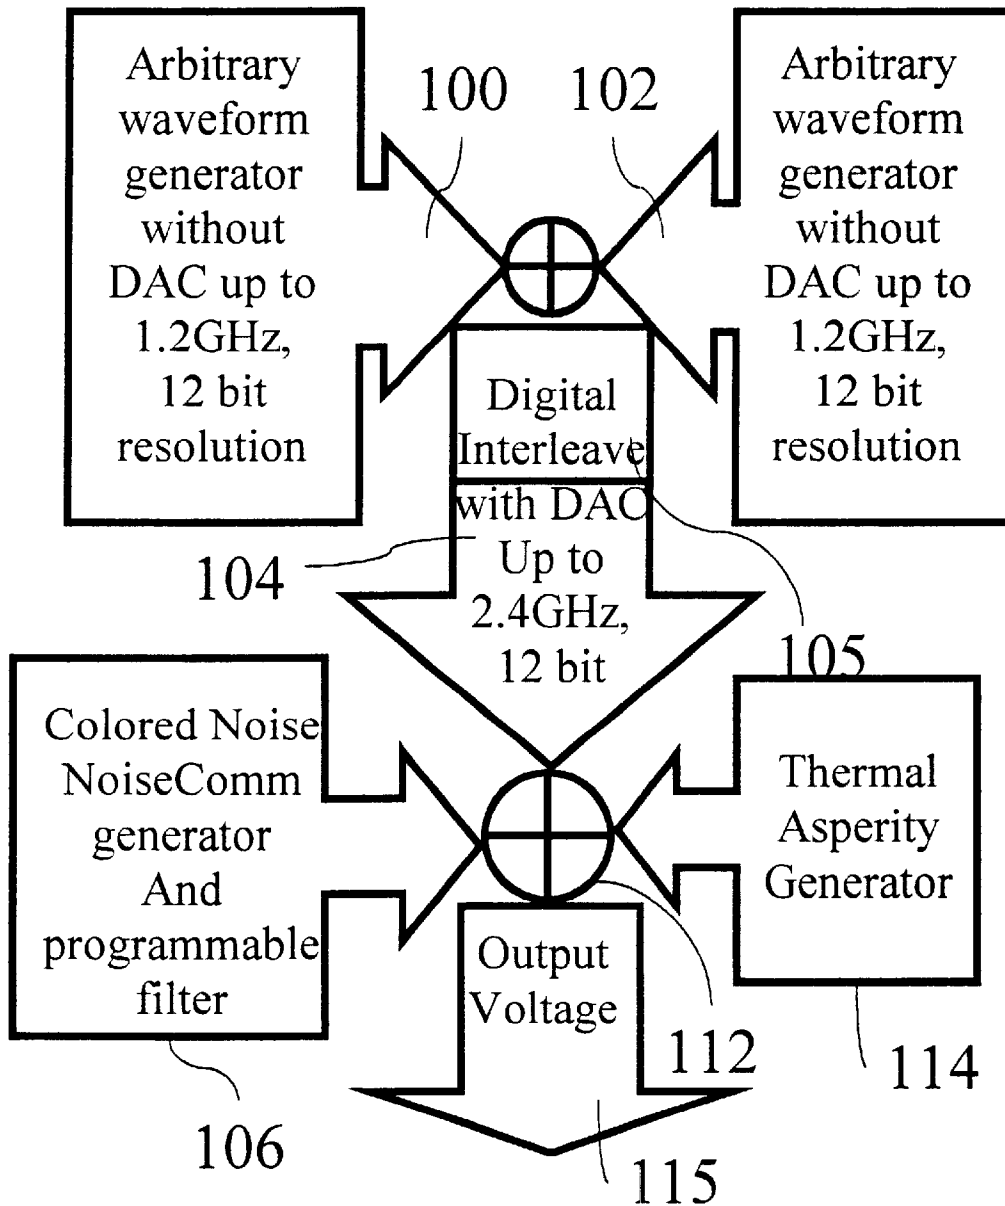 Arbitrary
waveform
generator
without
DAC up to
1.2GHz,
12 bit
resolution
100
102
Arbitrary
waveform
generator
without
DAC up to
1.2GHz,
12 bit
resolution
Digital
Interleave
with DAC
Up to
2.4GHz,
12 bit
104
105
Colored Noise
NoiseComm
generator
And
programmable
filter
Thermal
Asperity
Generator
Output
Voltage
112
114
106
115